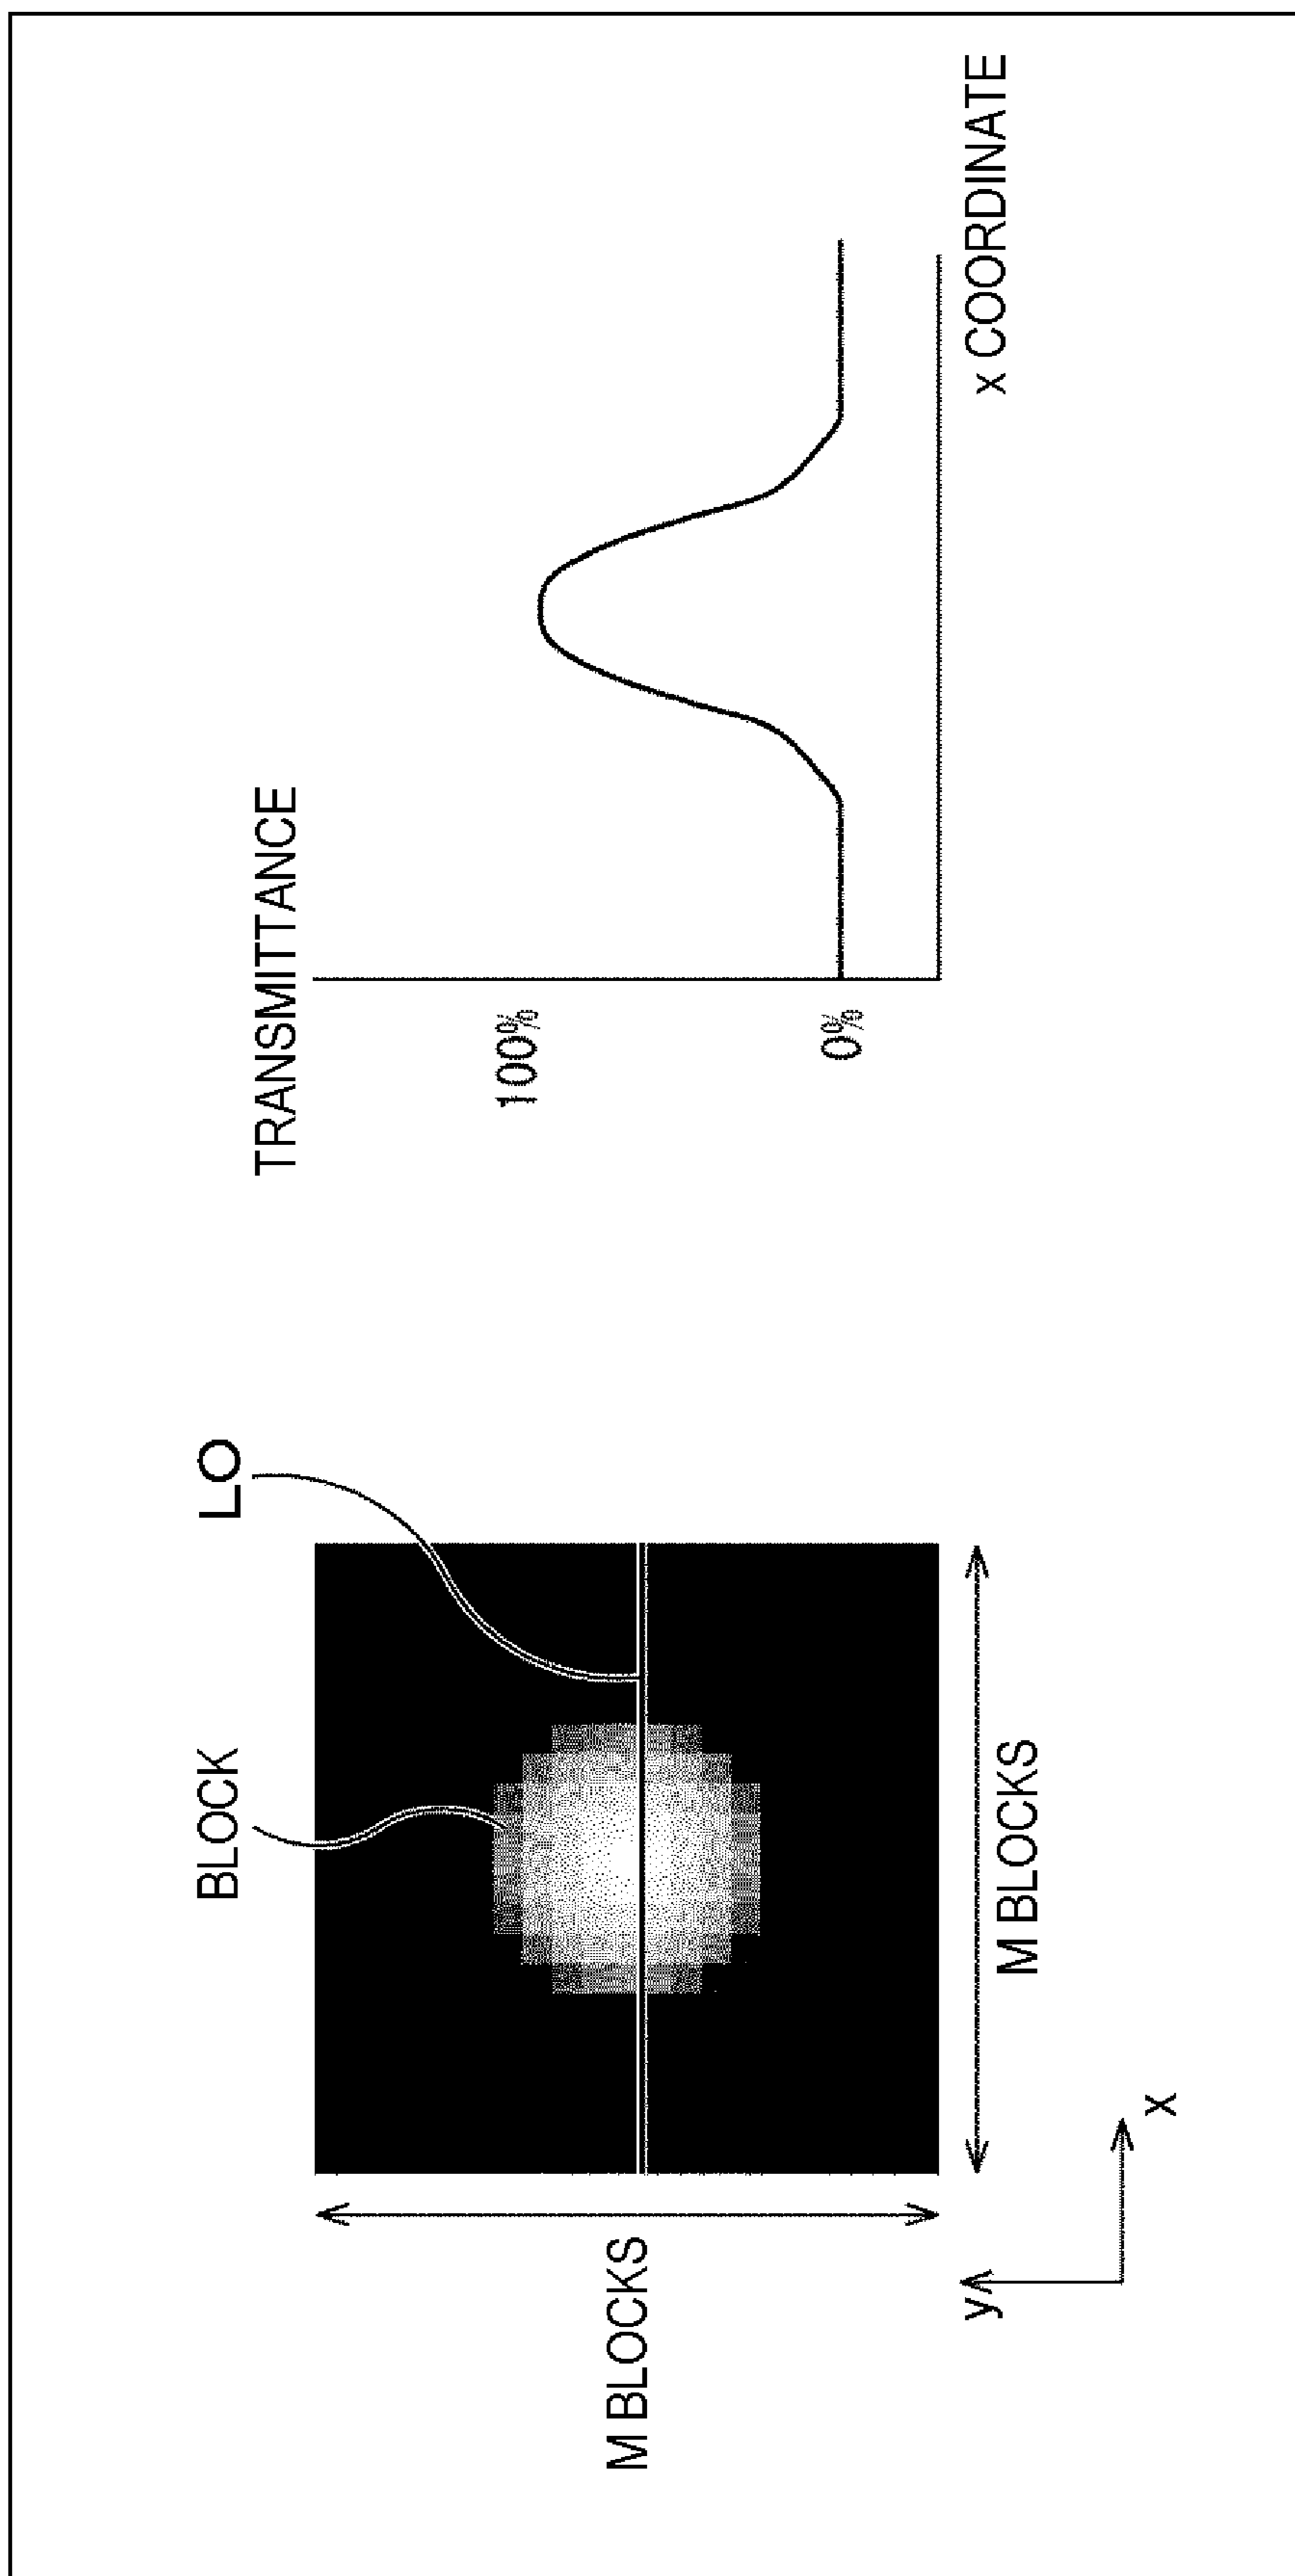 BLOCK
LO
M BLOCKS
M BLOCKS
y
x
TRANSMITTANCE
100%
0%
x COORDINATE